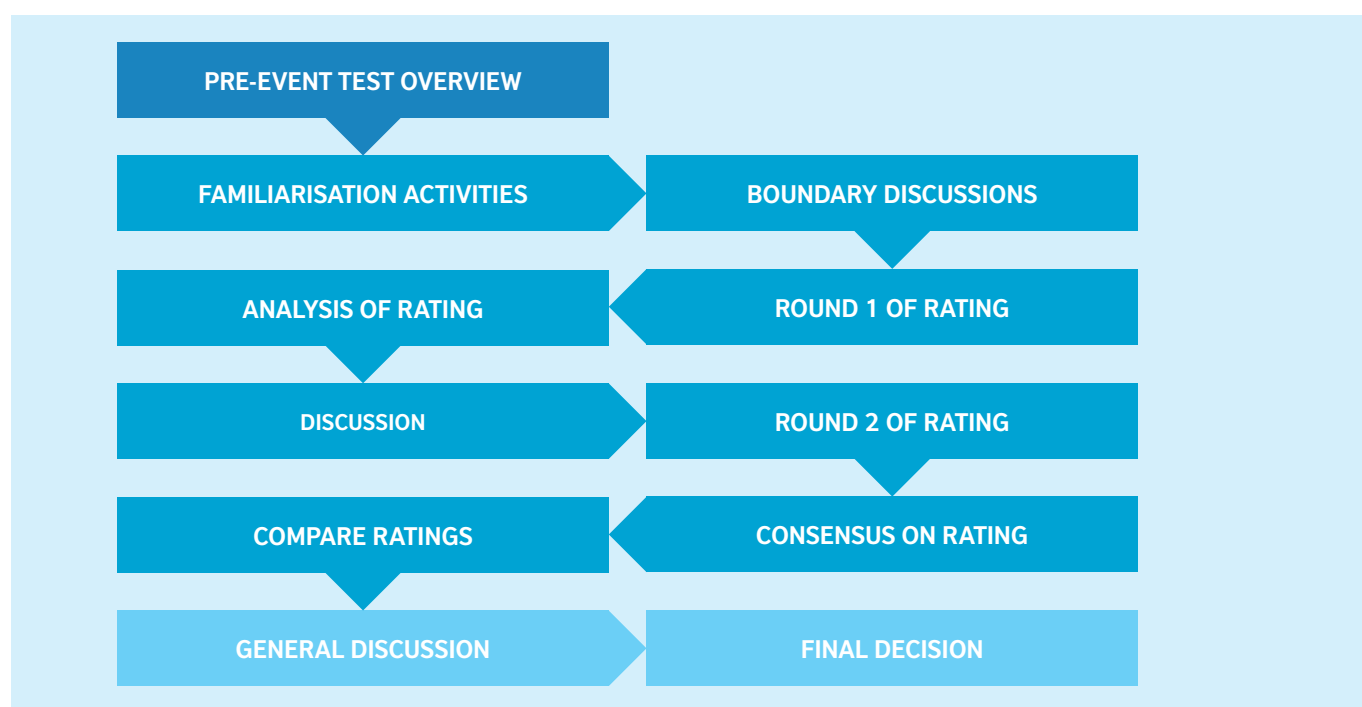 PRE-EVENT TEST OVERVIEW
FAMILIARISATION ACTIVITIES
BOUNDARY DISCUSSIONS
ROUND 1 OF RATING
ANALYSIS OF RATING
DISCUSSION
ROUND 2 OF RATING
CONSENSUS ON RATING
COMPARE RATINGS
GENERAL DISCUSSION
FINAL DECISION